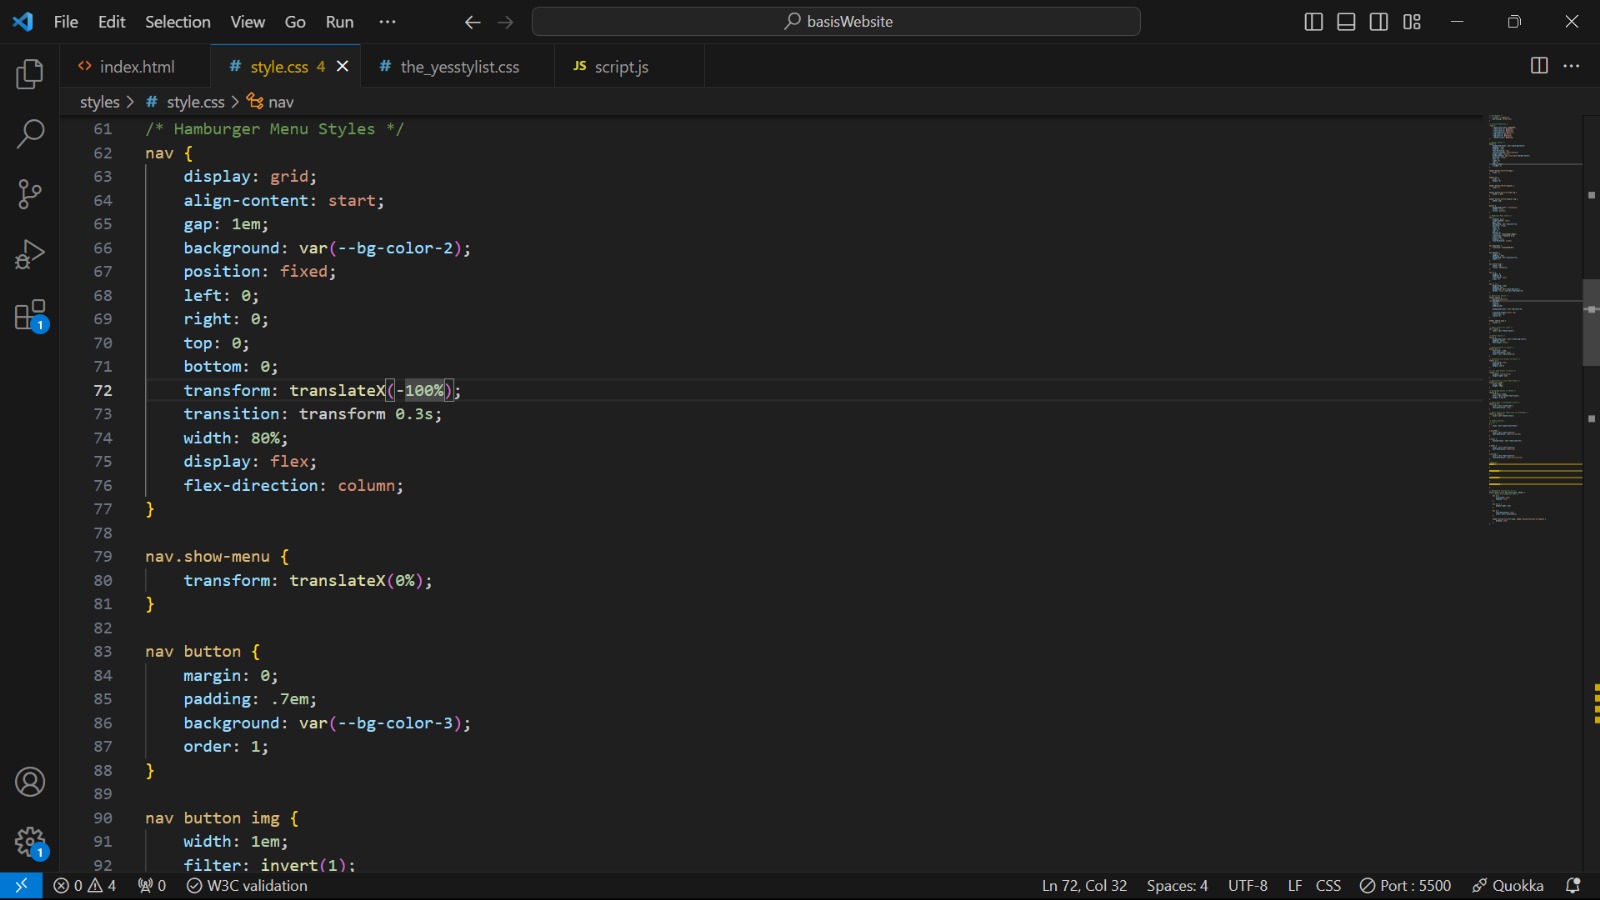 File Edit Selection View Go Run ··· basisWebsite
index.html style.css 4 the_yesstylist.css JS script.js
styles > # style.css > nav
61 /* Hamburger Menu Styles */
62 nav {
63 display: grid;
64 align-content: start;
65 gap: 1em;
66 background: var(--bg-color-2);
67 position: fixed;
68 left: 0;
69 right: 0;
70 top: 0;
71 bottom: 0;
72 transform: translateX(-100%);
73 transition: transform 0.3s;
74 width: 80%;
75 display: flex;
76 flex-direction: column;
77 }
78
79 nav.show-menu {
80 transform: translateX(0%);
81 }
82
83 nav button {
84 margin: 0;
85 padding: .7em;
86 background: var(--bg-color-3);
87 order: 1;
88 }
89
90 nav button img {
91 width: 1em;
92 filter: invert(1);
1
1
0 4 0 W3C validation Ln 72, Col 32 Spaces: 4 UTF-8 LF CSS Port : 5500 Quokka